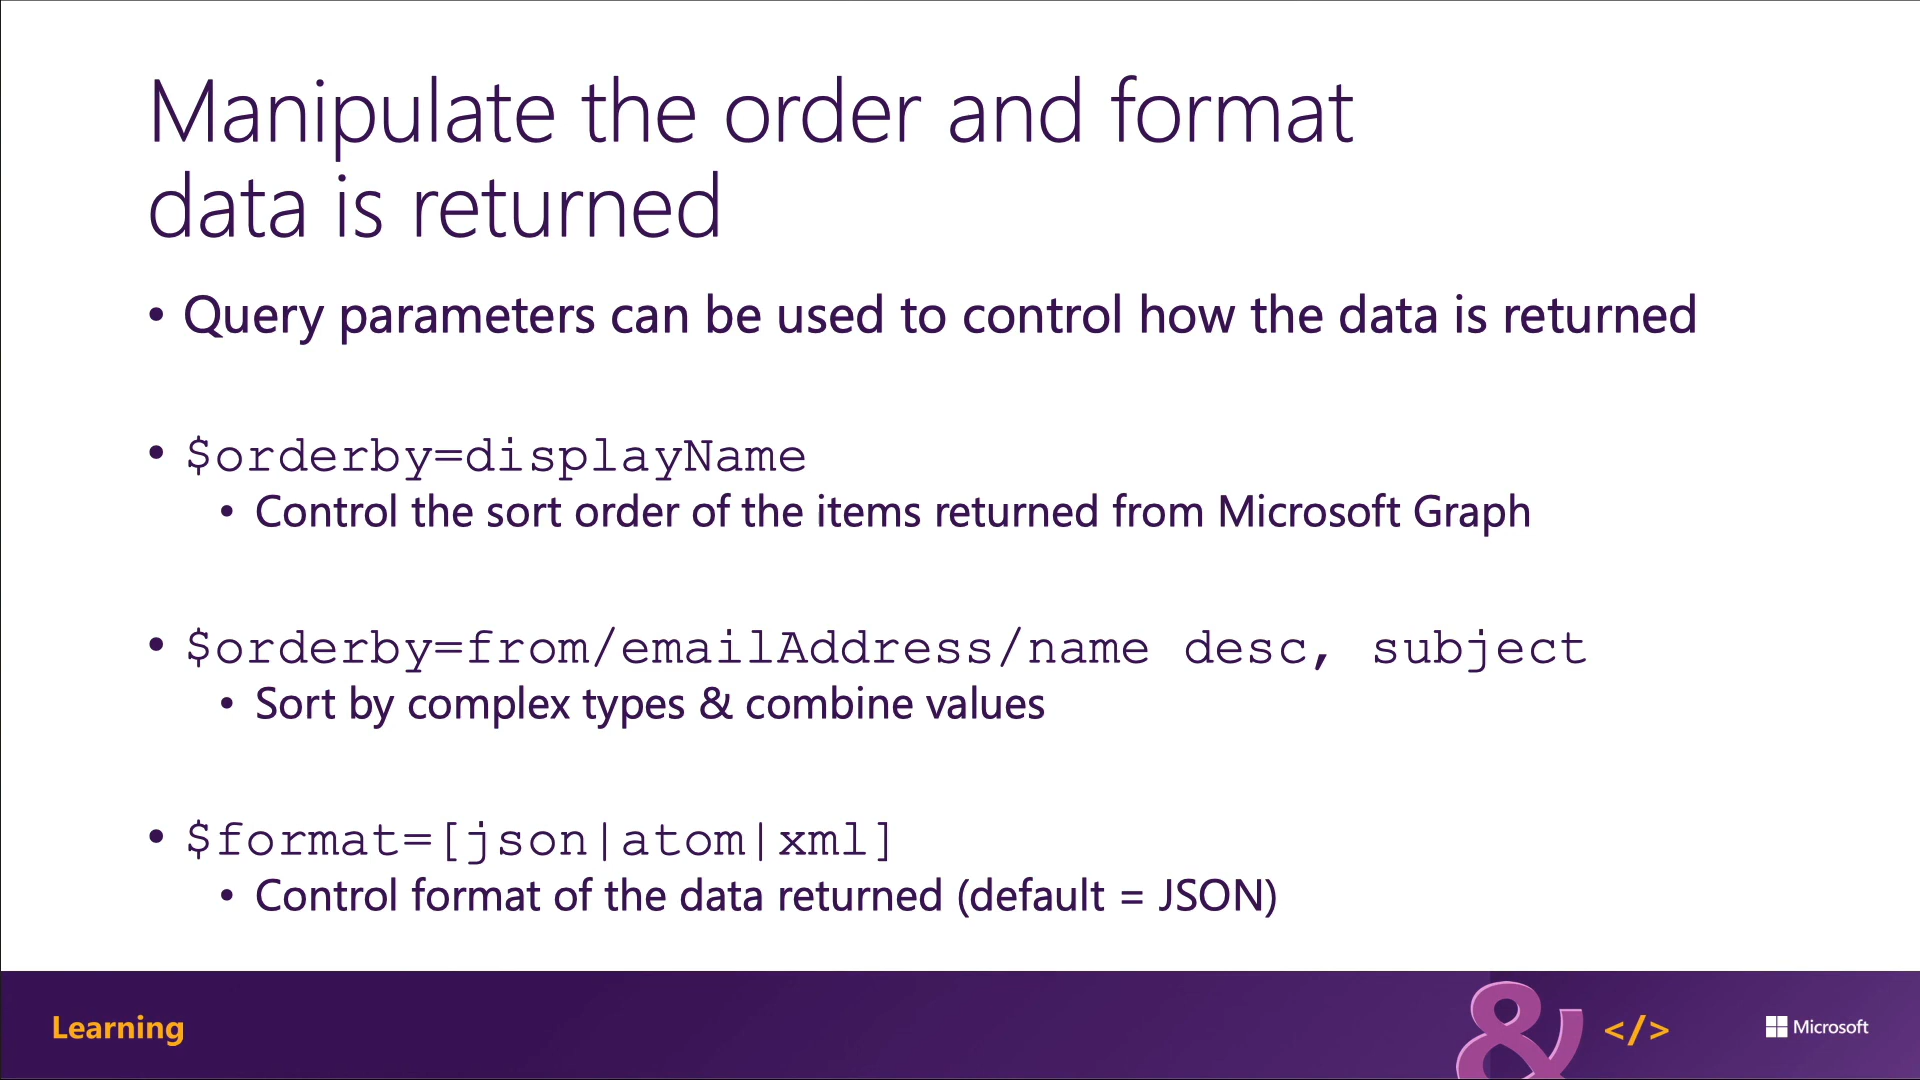 Manipulate the order and format
data is returned
• Query parameters can be used to control how the data is returned
• $orderby=displayName
• Control the sort order of the items returned from Microsoft Graph
• $orderby=from/emailAddress/name desc, subject
• Sort by complex types & combine values
• $format=[json|atom|xml]
• Control format of the data returned (default = JSON)
Learning
& </>
Microsoft